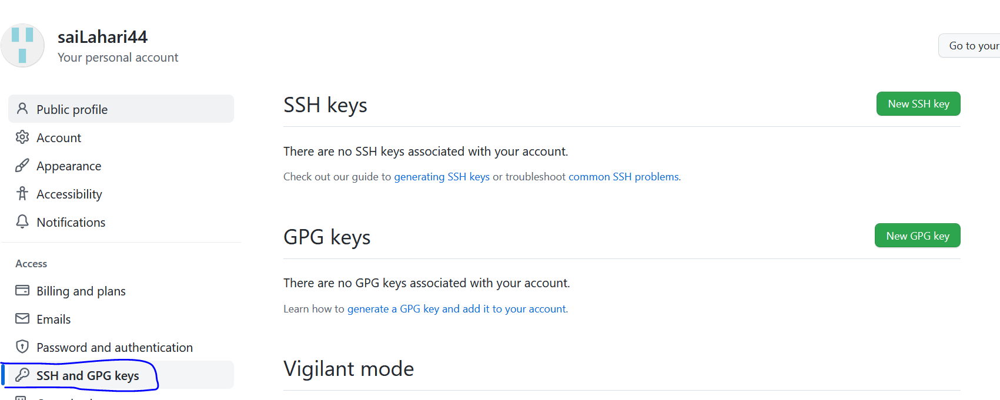 saiLahari44
Your personal account
Go to your
Public profile
Account
Appearance
Accessibility
Notifications
Access
Billing and plans
Emails
Password and authentication
SSH and GPG keys
SSH keys
New SSH key
There are no SSH keys associated with your account.
Check out our guide to generating SSH keys or troubleshoot common SSH problems.
GPG keys
New GPG key
There are no GPG keys associated with your account.
Learn how to generate a GPG key and add it to your account.
Vigilant mode